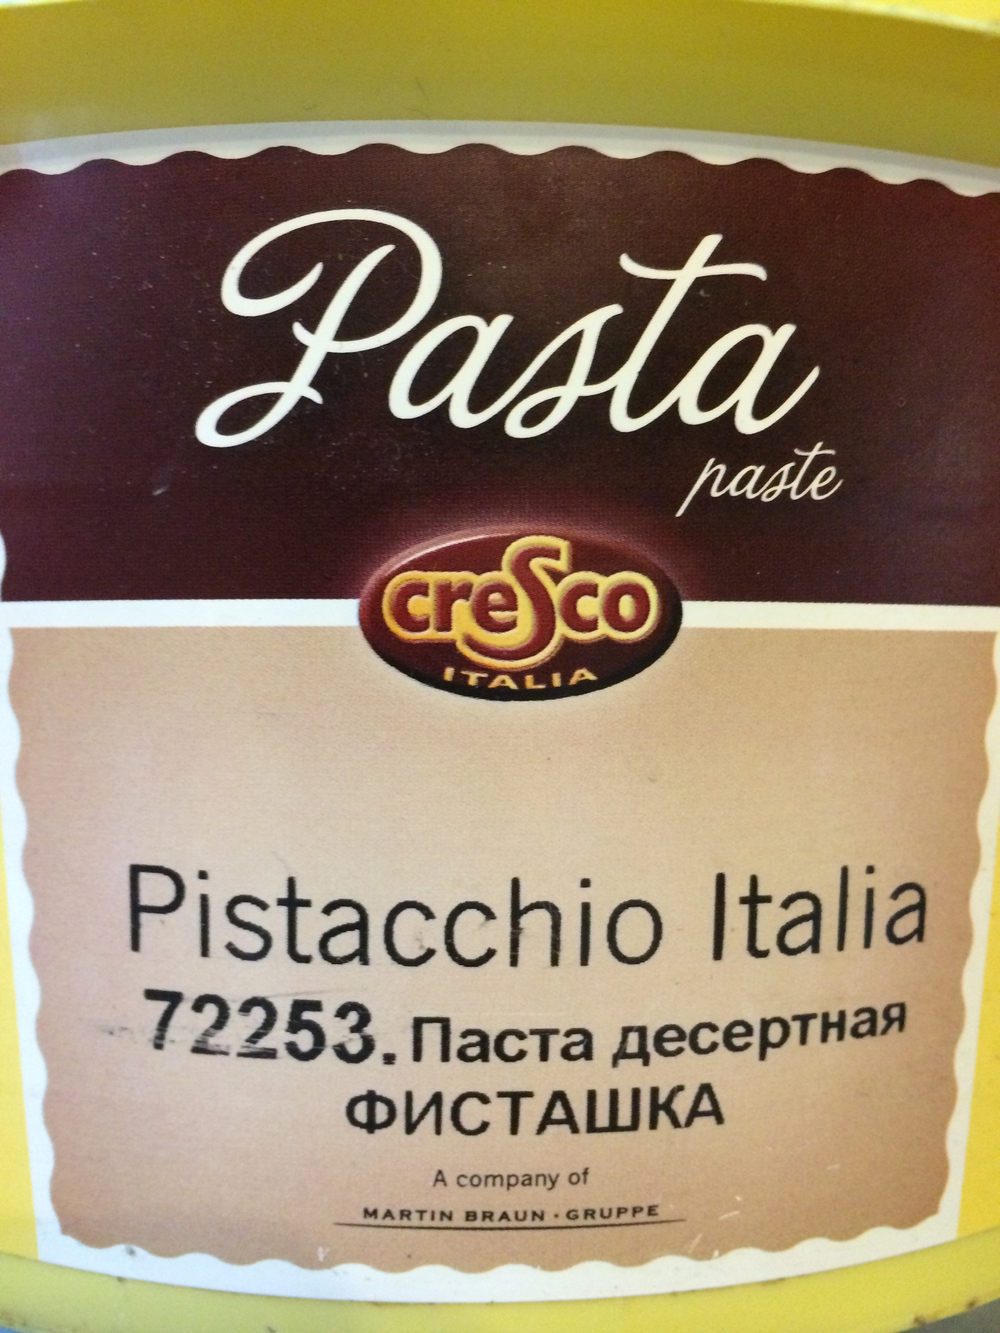 Pasta
paste
creSco
ITALIA
Pistacchio Italia
72253. Паста десертная
ФИСТАШКА
A company of
MARTIN BRAUN · GRUPPE